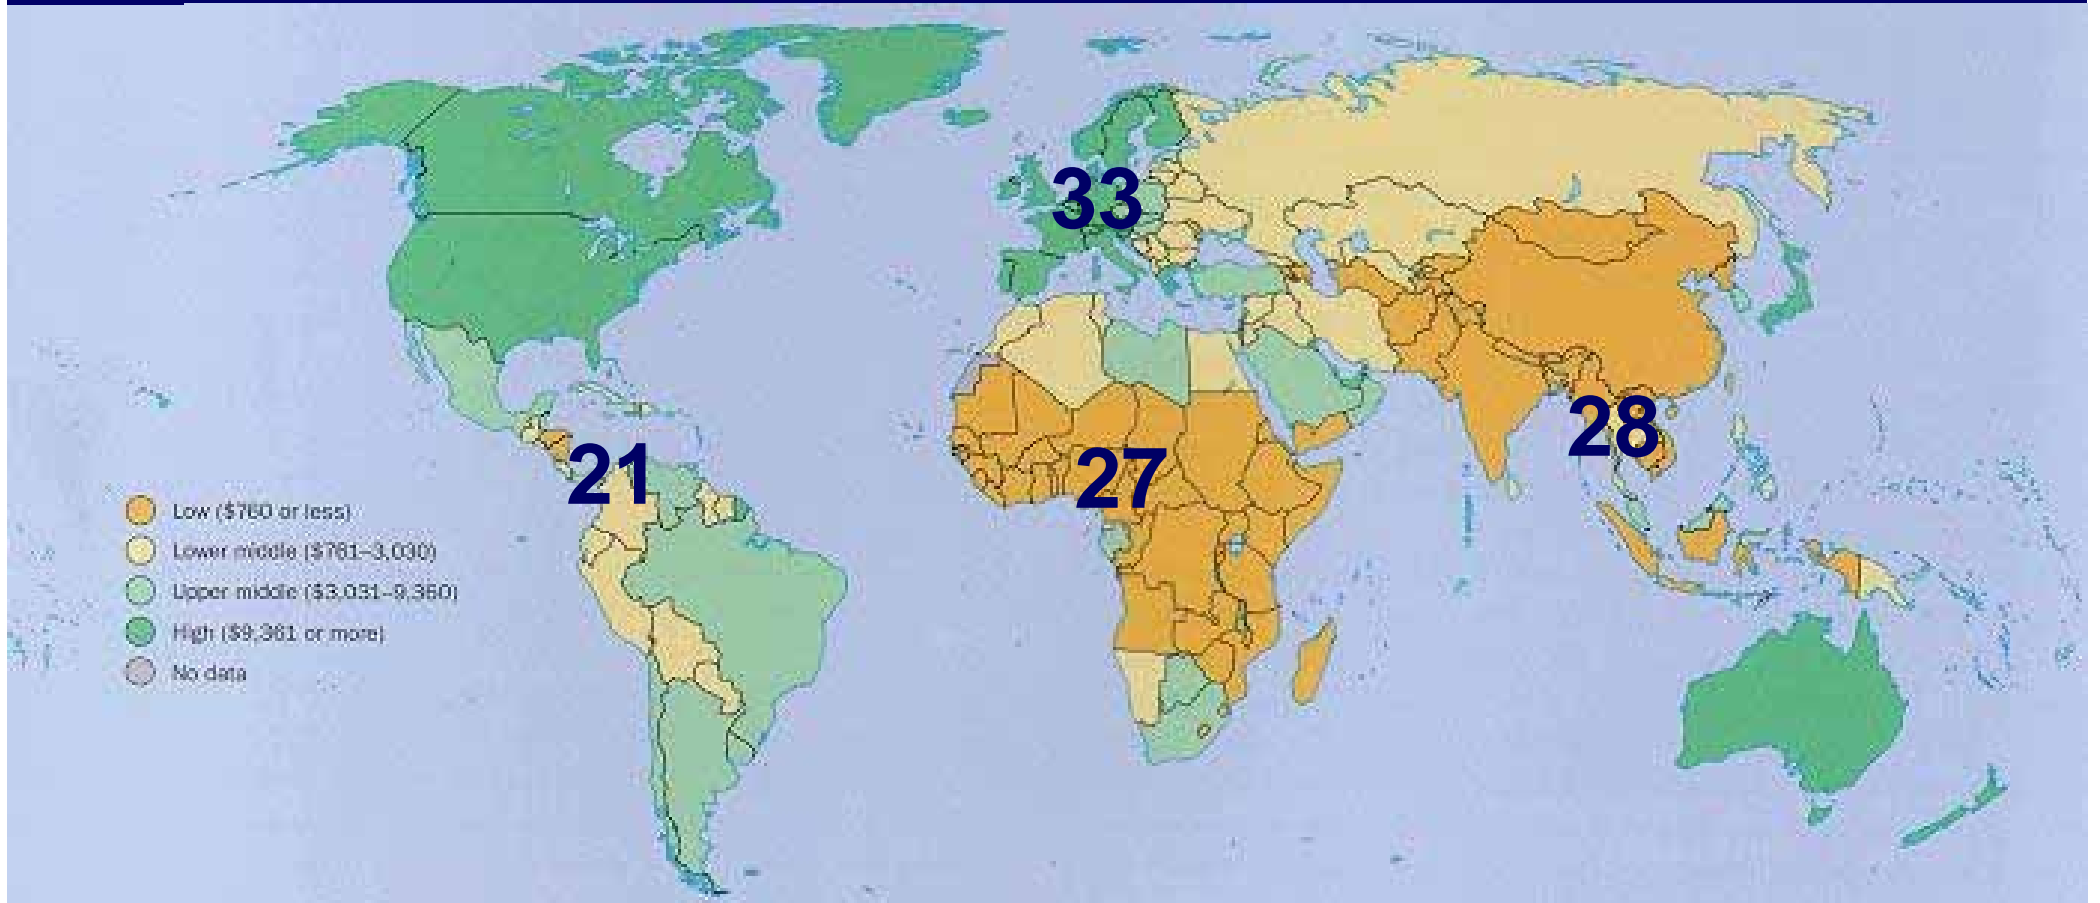 33
28
21
27
Low ($760 or less)
Lower middle ($761–3,030)
Upper middle ($3,031–9,360)
High ($9,361 or more)
No data